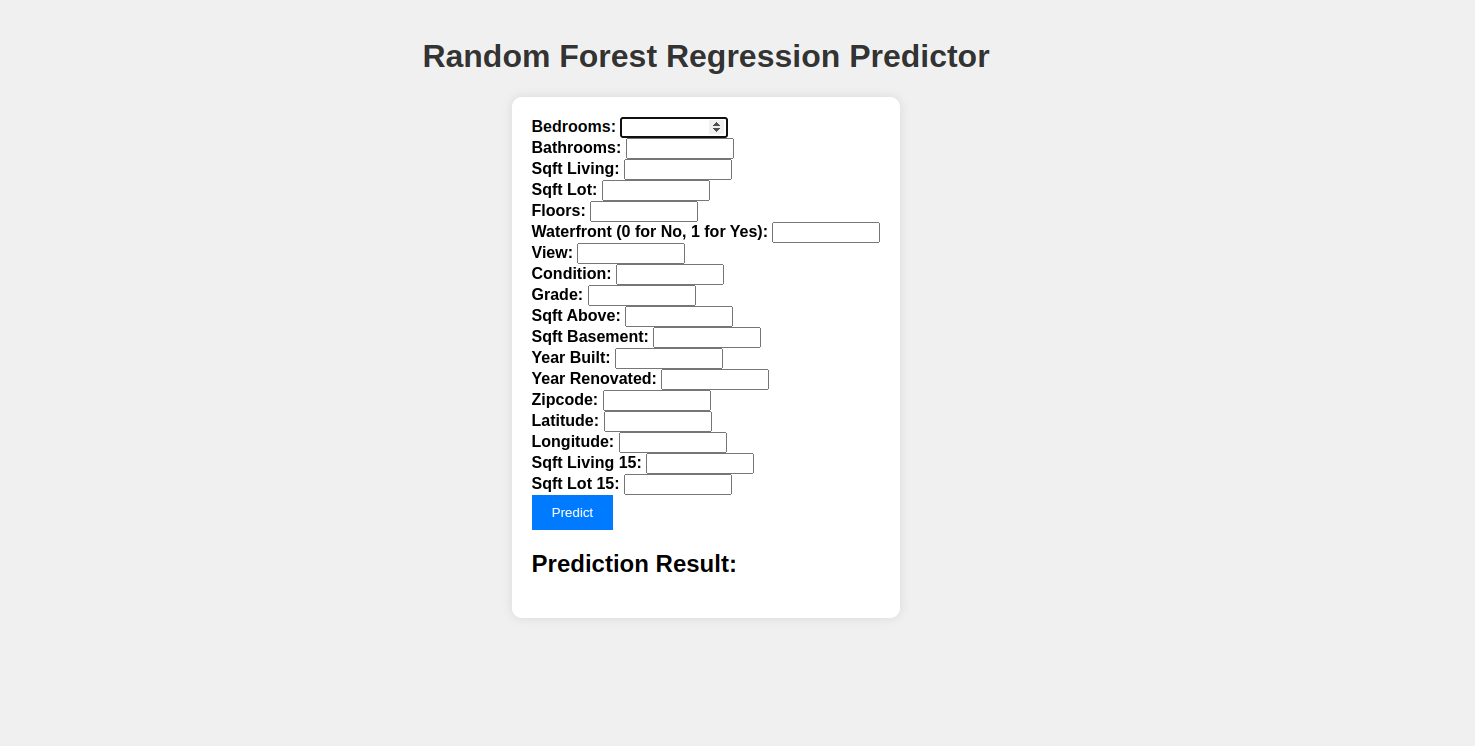 Random Forest Regression Predictor
Bedrooms:
Bathrooms:
Sqft Living:
Sqft Lot:
Floors:
Waterfront (0 for No, 1 for Yes):
View:
Condition:
Grade:
Sqft Above:
Sqft Basement:
Year Built:
Year Renovated:
Zipcode:
Latitude:
Longitude:
Sqft Living 15:
Sqft Lot 15:
Predict
Prediction Result: